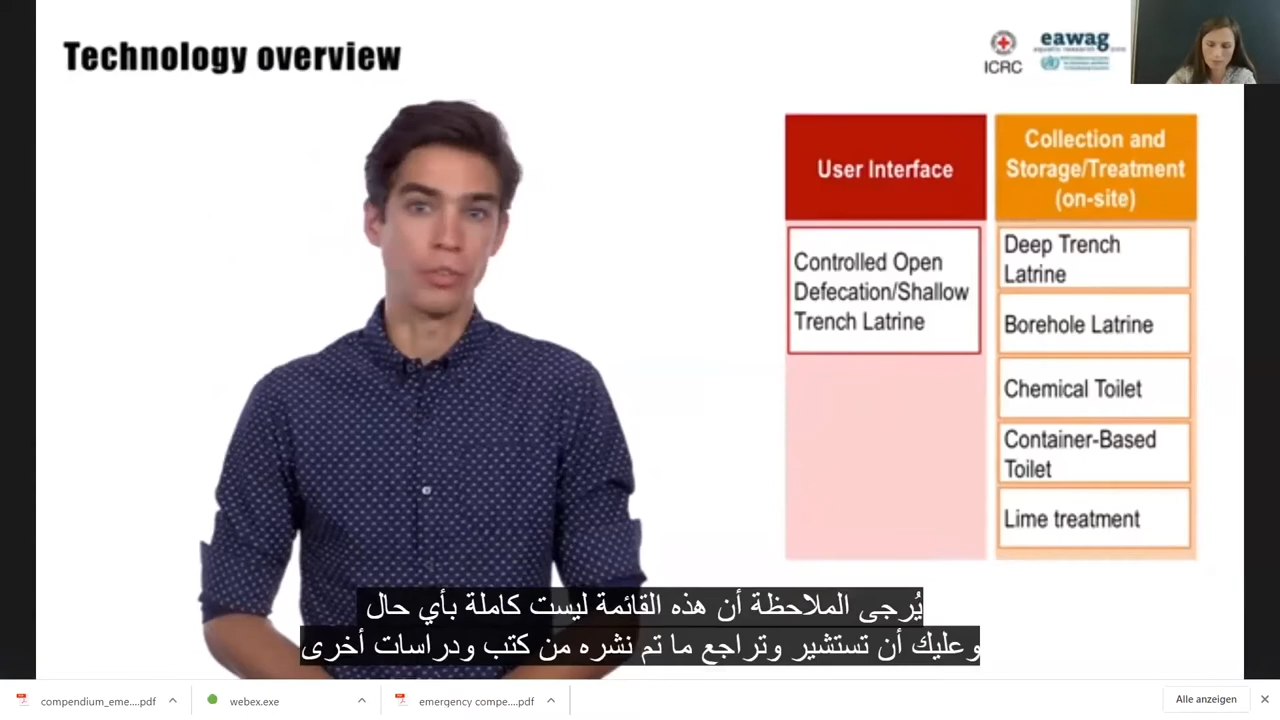 Technology overview
ICRC
eawag
User Interface
Controlled Open
Defecation/Shallow
Trench Latrine
Collection and
Storage/Treatment
(on-site)
Deep Trench
Latrine
Borehole Latrine
Chemical Toilet
Container-Based
Toilet
Lime treatment
يُرجى الملاحظة أن هذه القائمة ليست كاملة بأي حال
وعليك أن تستشير وتراجع ما تم نشره من كتب ودراسات أخرى
compendium_eme....pdf
webex.exe
emergency compe....pdf
Alle anzeigen